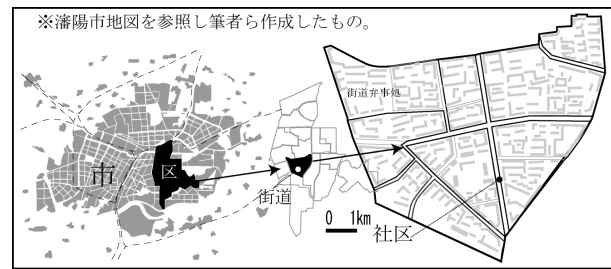 ※瀋陽市地図を参照し筆者ら作成したもの。
街道弁事処
市
区
街道
0 1km
社区